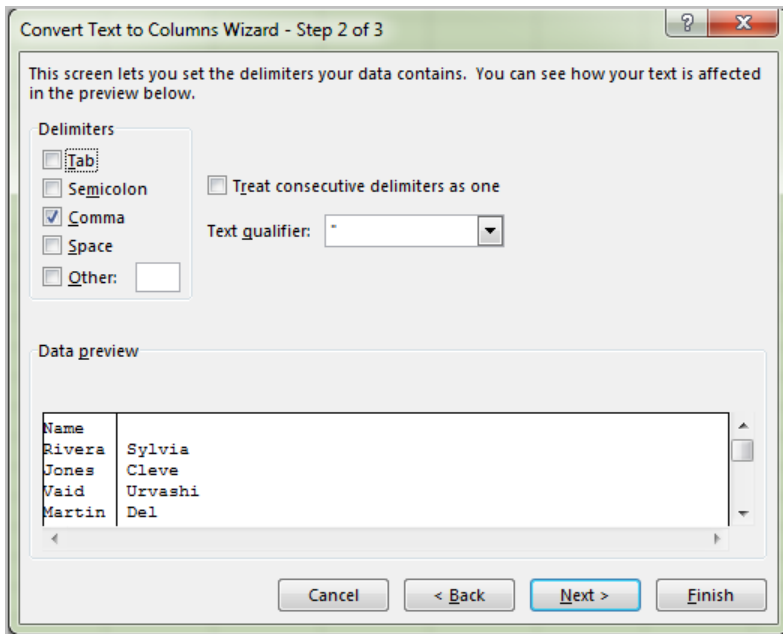 Convert Text to Columns Wizard - Step 2 of 3
This screen lets you set the delimiters your data contains. You can see how your text is affected
in the preview below.
Delimiters
Tab
Semicolon
Comma
Space
Other:
Treat consecutive delimiters as one
Text qualifier: "
Data preview
Name
Rivera Sylvia
Jones Cleve
Vaid Urvashi
Martin Del
Cancel < Back Next > Finish